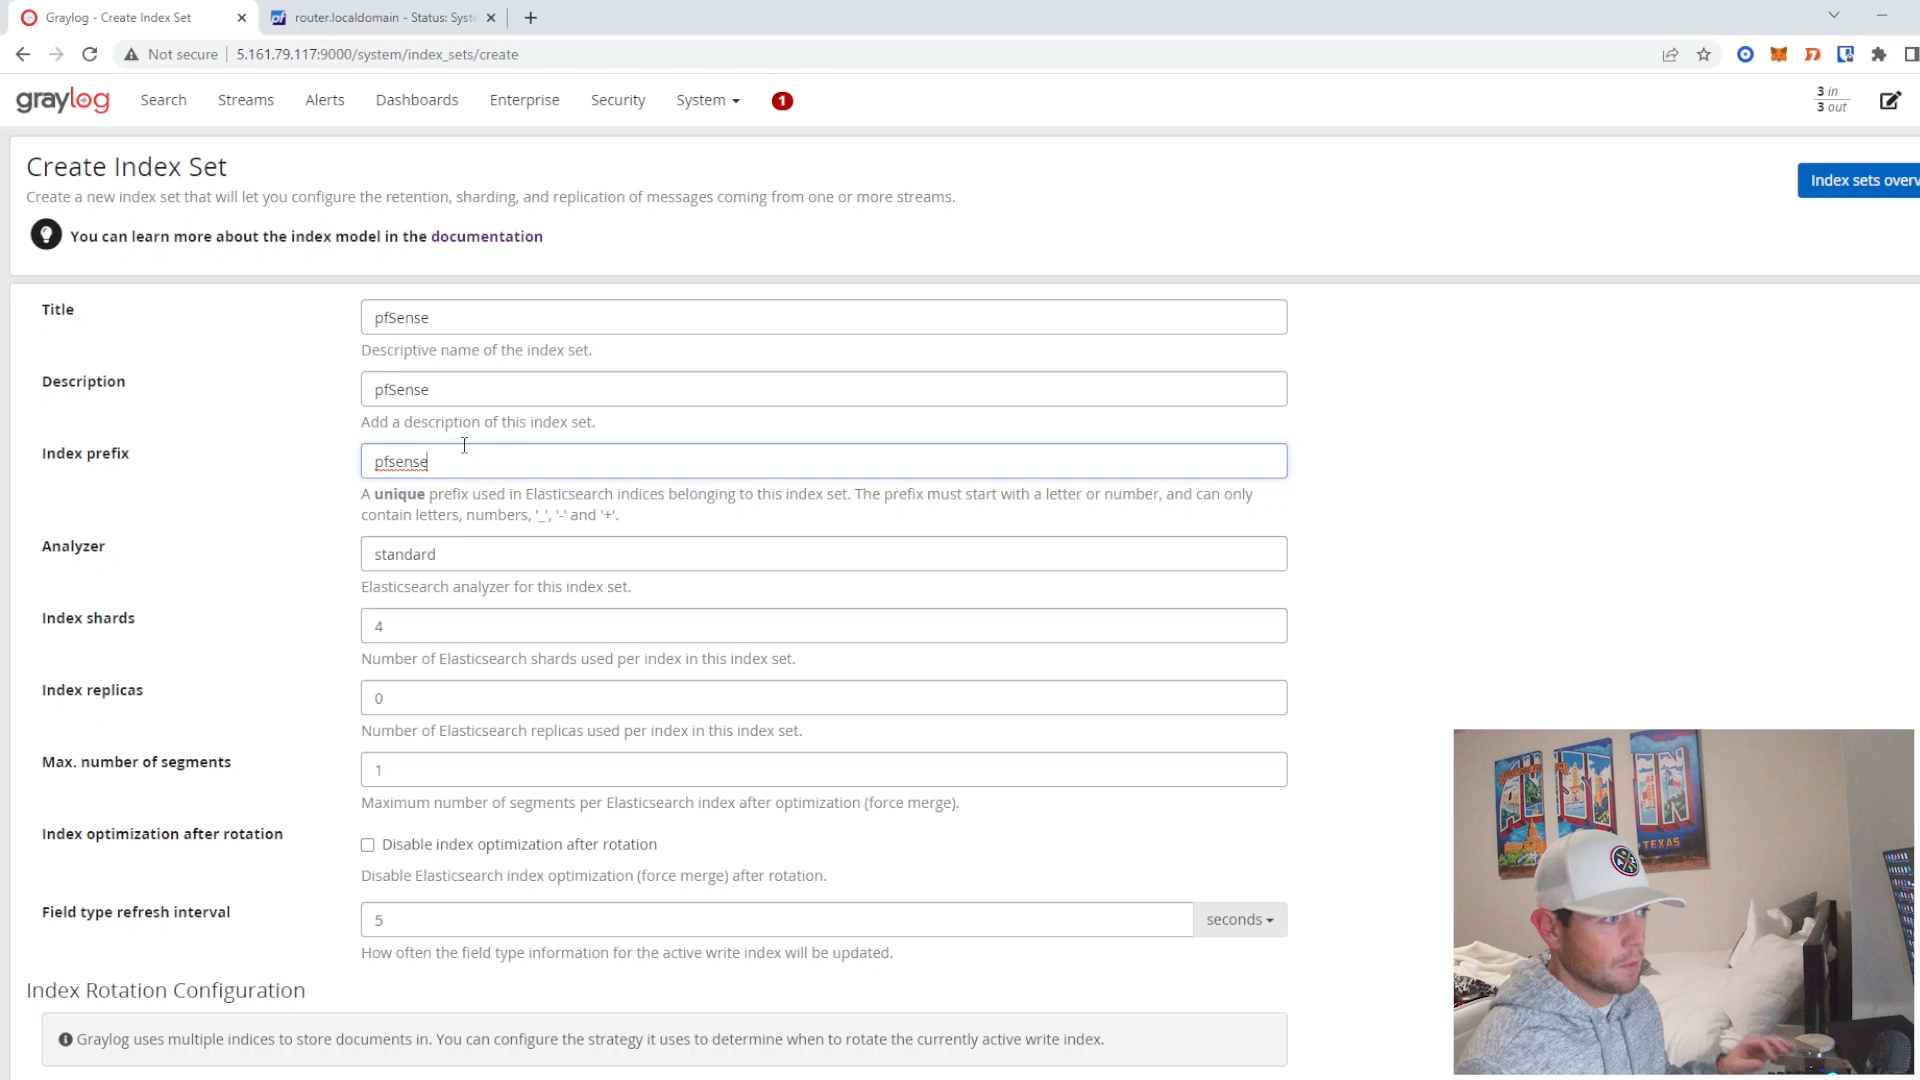 Graylog - Create Index Set
router.localdomain - Status: Syst
Not secure
5.161.79.117:9000/system/index_sets/create
graylog
Search
Streams
Alerts
Dashboards
Enterprise
Security
System
1
3 in
3 out
Create Index Set
Create a new index set that will let you configure the retention, sharding, and replication of messages coming from one or more streams.
Index sets overv
You can learn more about the index model in the documentation
Title
pfSense
Descriptive name of the index set.
Description
pfSense
Add a description of this index set.
Index prefix
pfsense
A unique prefix used in Elasticsearch indices belonging to this index set. The prefix must start with a letter or number, and can only
contain letters, numbers, '_', '-' and '+'.
Analyzer
standard
Elasticsearch analyzer for this index set.
Index shards
4
Number of Elasticsearch shards used per index in this index set.
Index replicas
0
Number of Elasticsearch replicas used per index in this index set.
Max. number of segments
1
Maximum number of segments per Elasticsearch index after optimization (force merge).
Index optimization after rotation
Disable index optimization after rotation
Disable Elasticsearch index optimization (force merge) after rotation.
Field type refresh interval
5
seconds
How often the field type information for the active write index will be updated.
Index Rotation Configuration
Graylog uses multiple indices to store documents in. You can configure the strategy it uses to determine when to rotate the currently active write index.
AUSTIN
TEXAS